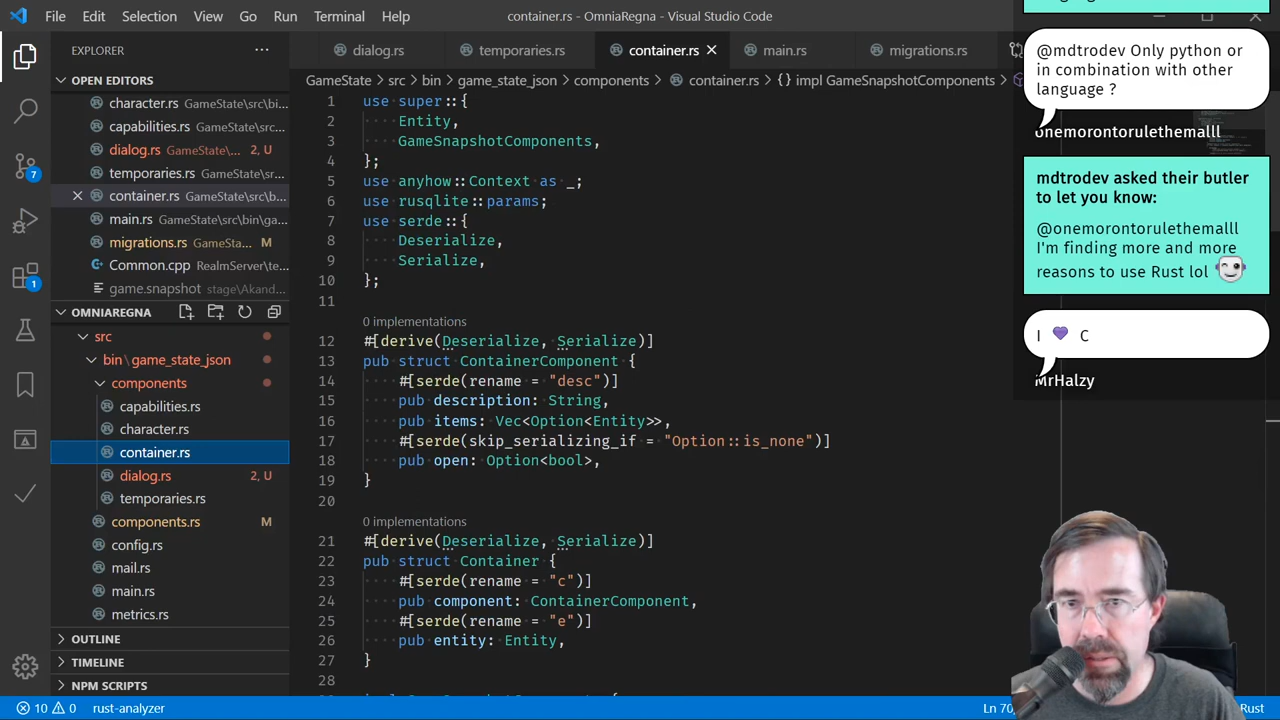 File Edit Selection View Go Run Terminal Help
container.rs - OmniaRegna - Visual Studio Code
EXPLORER
OPEN EDITORS
character.rs GameState\src\bi...
capabilities.rs GameState\src...
dialog.rs GameState\... 2, U
temporaries.rs GameState\src...
container.rs GameState\src\b...
main.rs GameState\src\bin\ga...
migrations.rs GameSta... M
Common.cpp RealmServer\te...
game.snapshot stage\Akand...
OMNIAREGNA
src
bin\game_state_json
components
capabilities.rs
character.rs
container.rs
dialog.rs 2, U
temporaries.rs
components.rs M
config.rs
mail.rs
main.rs
metrics.rs
OUTLINE
TIMELINE
NPM SCRIPTS
7
1
dialog.rs temporaries.rs container.rs main.rs migrations.rs
GameState > src > bin > game_state_json > components > container.rs > {} impl GameSnapshotComponents >
1 use super::{
2 Entity,
3 GameSnapshotComponents,
4 };
5 use anyhow::Context as _;
6 use rusqlite::params;
7 use serde::{
8 Deserialize,
9 Serialize,
10 };
11
0 implementations
12 #[derive(Deserialize, Serialize)]
13 pub struct ContainerComponent {
14 #[serde(rename = "desc")]
15 pub description: String,
16 pub items: Vec<Option<Entity>>,
17 #[serde(skip_serializing_if = "Option::is_none")]
18 pub open: Option<bool>,
19 }
20
0 implementations
21 #[derive(Deserialize, Serialize)]
22 pub struct Container {
23 #[serde(rename = "c")]
24 pub component: ContainerComponent,
25 #[serde(rename = "e")]
26 pub entity: Entity,
27 }
28
@mdtrodev Only python or
in combination with other
language ?
onemorontorulethemalll
mdtrodev asked their butler
to let you know:
@onemorontorulethemalll
I'm finding more and more
reasons to use Rust lol
I 💜 C
MrHalzy
10 0 rust-analyzer
Ln 70, Rust